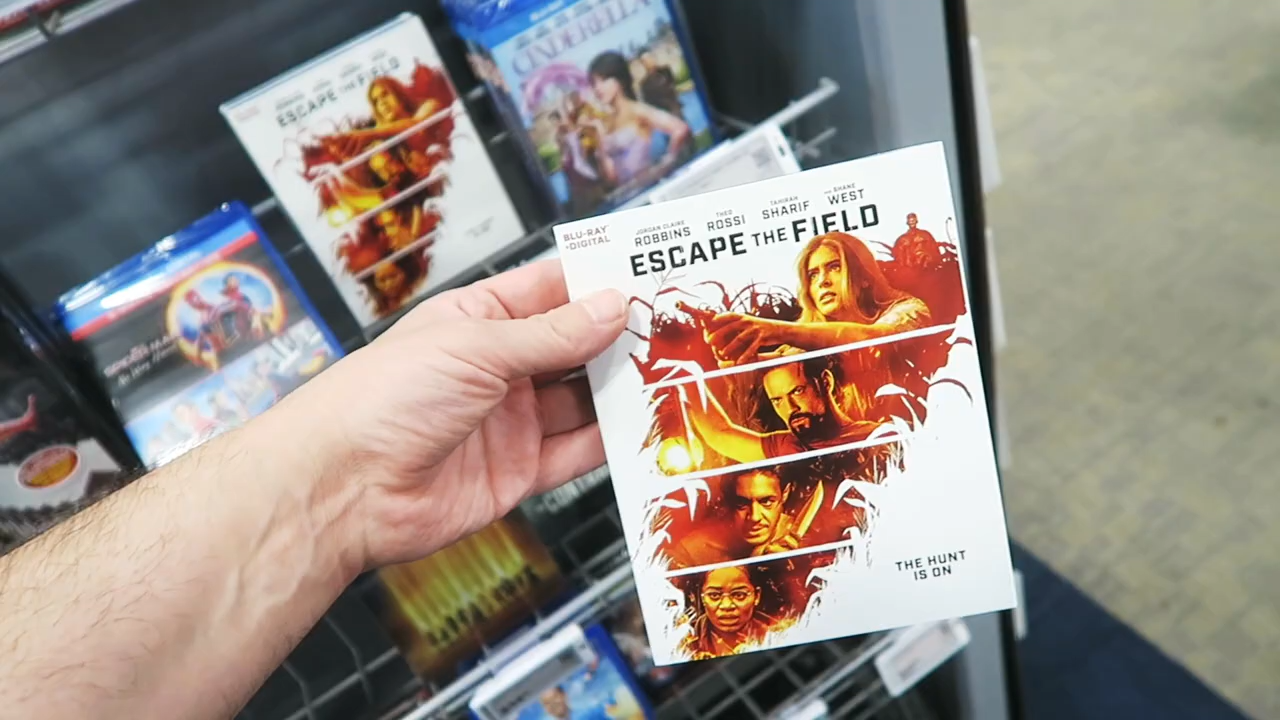 ESCAPE THE FIELD
CINDERELLA
BLU-RAY
+DIGITAL
JORDAN CLAIRE
ROBBINS
THEO
ROSSI
TAHIRAH
SHARIF
AND SHANE
WEST
ESCAPE THE FIELD
THE HUNT
IS ON